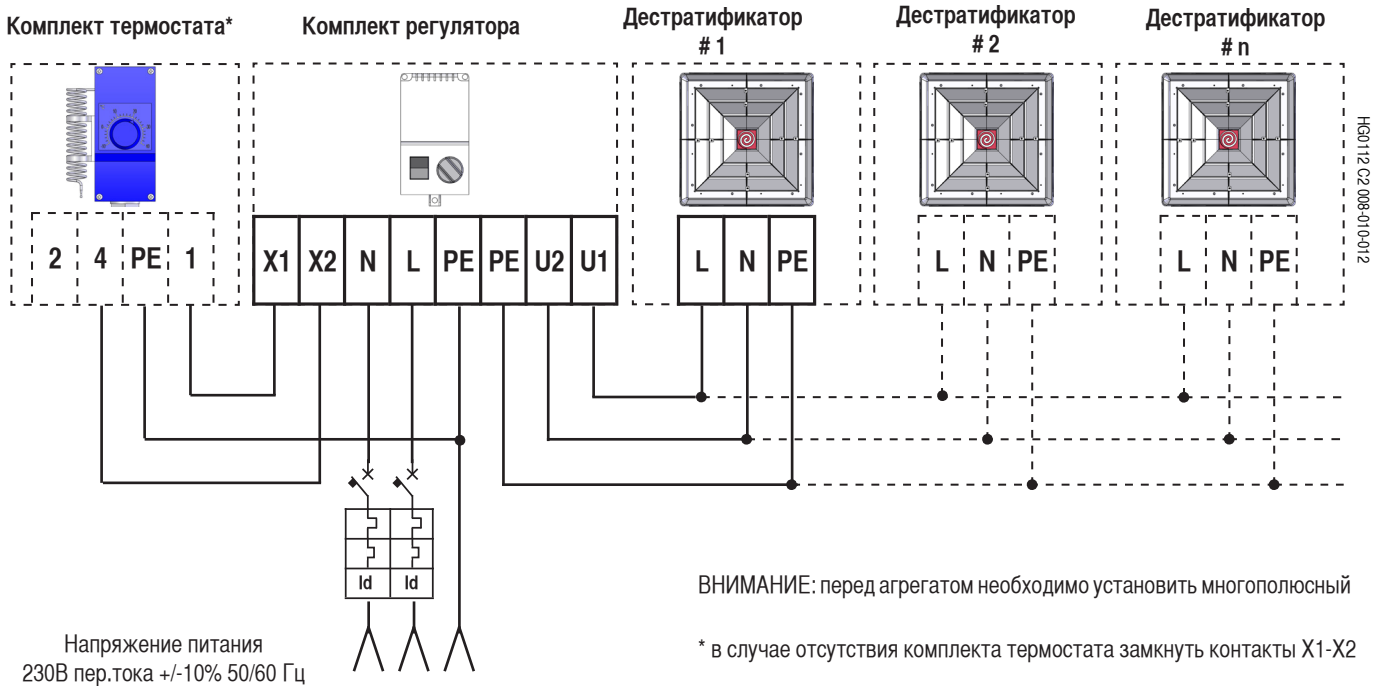 Комплект термостата*
Комплект регулятора
Дестратификатор
# 1
Дестратификатор
# 2
Дестратификатор
# n
2 4 PE 1
X1 X2 N L PE PE U2 U1
L N PE
L N PE
L N PE
HG0112 C2 008-010-012
Id Id
ВНИМАНИЕ: перед агрегатом необходимо установить многополюсный
Напряжение питания
230В пер.тока +/-10% 50/60 Гц
* в случае отсутствия комплекта термостата замкнуть контакты X1-X2